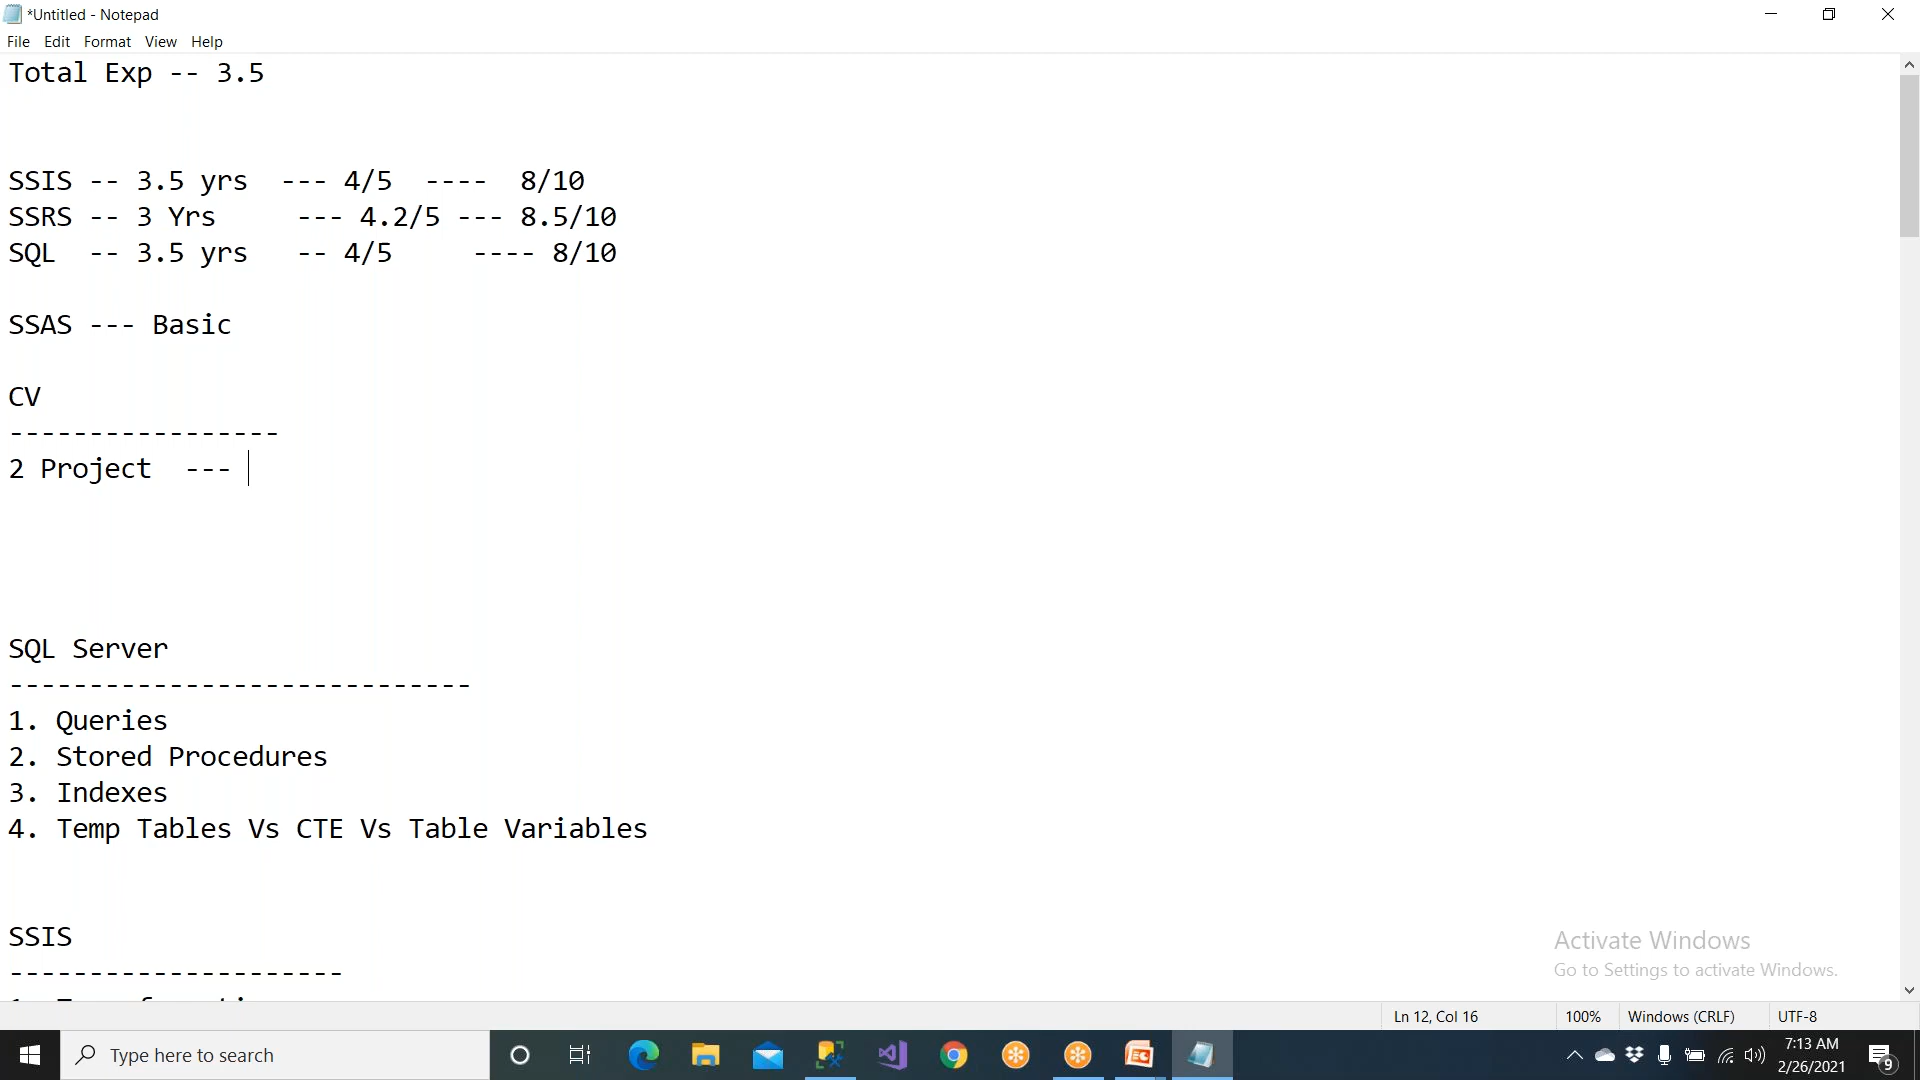 *Untitled - Notepad
File Edit Format View Help
Total Exp -- 3.5
SSIS -- 3.5 yrs  --- 4/5  ----  8/10
SSRS -- 3 Yrs     --- 4.2/5 --- 8.5/10
SQL  -- 3.5 yrs   -- 4/5     ---- 8/10
SSAS --- Basic
CV
-----------------
2 Project  ---
SQL Server
-----------------------------
1. Queries
2. Stored Procedures
3. Indexes
4. Temp Tables Vs CTE Vs Table Variables
SSIS
---------------------
Activate Windows
Go to Settings to activate Windows.
Ln 12, Col 16 100% Windows (CRLF) UTF-8
Type here to search
7:13 AM
2/26/2021
9